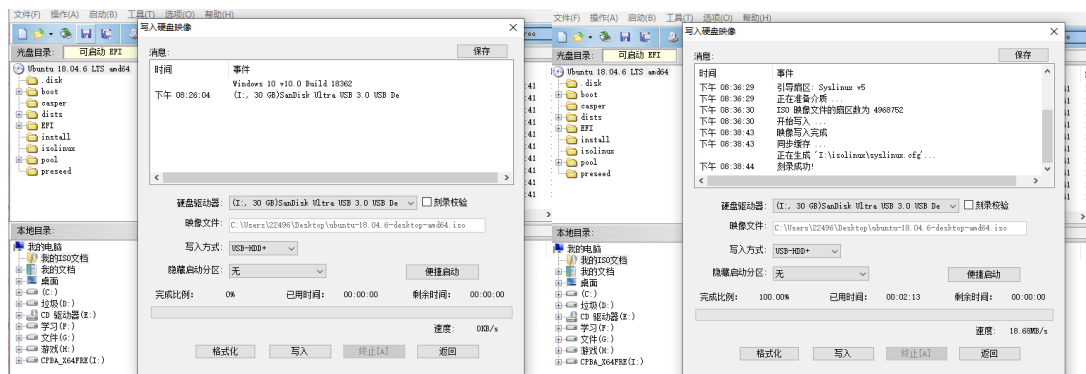 文件(F) 操作(A) 启动(B) 工具(T) 选项(O) 帮助(H)
光盘目录: 可启动 EFI
Ubuntu 18.04.6 LTS amd64
.disk
boot
casper
dists
EFI
install
isolinux
pool
preseed
本地目录:
我的电脑
我的ISO文档
我的文档
桌面
(C:)
垃圾(D:)
CD 驱动器(E:)
学习(F:)
文件(G:)
游戏(H:)
CPBA_X64FRE(I:)
写入硬盘映像
消息: 保存
时间 事件
Windows 10 v10.0 Build 18362
下午 08:26:04 (I:, 30 GB)SanDisk Ultra USB 3.0 USB De
硬盘驱动器: (I:, 30 GB)SanDisk Ultra USB 3.0 USB De 刻录校验
映像文件: C:\Users\22496\Desktop\ubuntu-18.04.6-desktop-amd64.iso
写入方式: USB-HDD+
隐藏启动分区: 无 便捷启动
完成比例: 0% 已用时间: 00:00:00 剩余时间: 00:00:00
速度: 0KB/s
格式化 写入 终止[A] 返回
:41
:41
:41
:41
:41
:41
文件(F) 操作(A) 启动(B) 工具(T) 选项(O) 帮助(H)
光盘目录: 可启动 EFI
Ubuntu 18.04.6 LTS amd64
.disk
boot
casper
dists
EFI
install
isolinux
pool
preseed
本地目录:
我的电脑
我的ISO文档
我的文档
桌面
(C:)
垃圾(D:)
CD 驱动器(E:)
学习(F:)
文件(G:)
游戏(H:)
CPBA_X64FRE(I:)
写入硬盘映像
消息: 保存
时间 事件
下午 08:36:29 引导扇区: Syslinux v5
下午 08:36:29 正在准备介质 ...
下午 08:36:30 ISO 映像文件的扇区数为 4968752
下午 08:36:30 开始写入 ...
下午 08:38:43 映像写入完成
下午 08:38:43 同步缓存 ...
正在生成 'I:\isolinux\syslinux.cfg'...
下午 08:38:44 刻录成功!
硬盘驱动器: (I:, 30 GB)SanDisk Ultra USB 3.0 USB De 刻录校验
映像文件: C:\Users\22496\Desktop\ubuntu-18.04.6-desktop-amd64.iso
写入方式: USB-HDD+
隐藏启动分区: 无 便捷启动
完成比例: 100.00% 已用时间: 00:02:13 剩余时间: 00:00:00
速度: 18.68MB/s
格式化 写入 终止[A] 返回